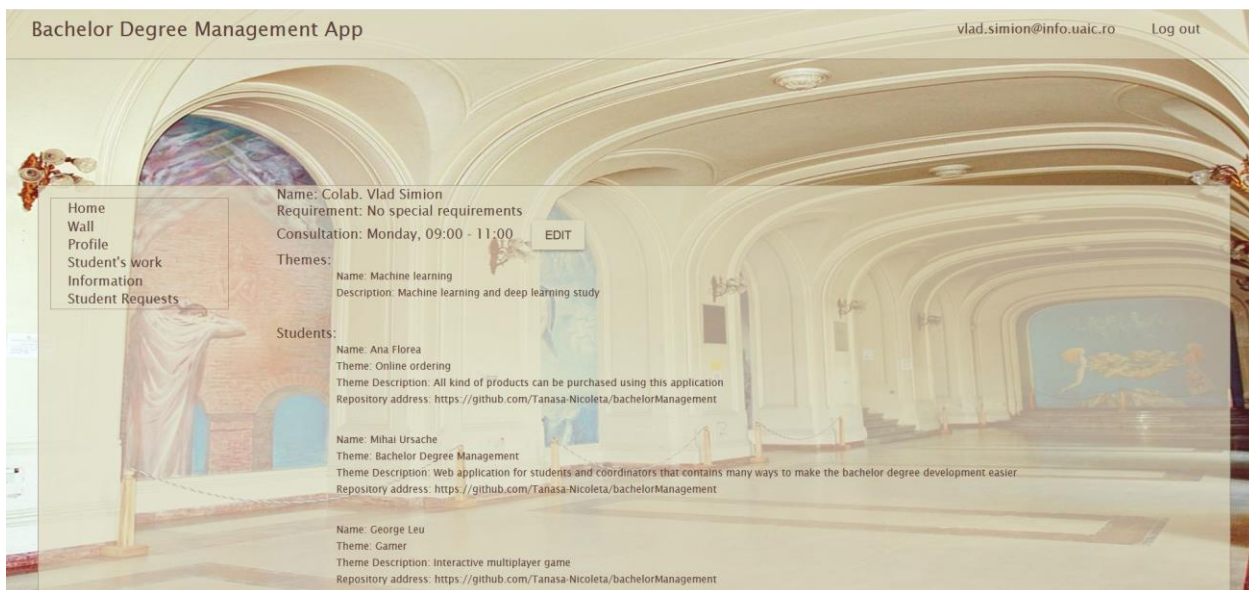 Bachelor Degree Management App
vlad.simion@info.uaic.ro
Log out
Home
Wall
Profile
Student's work
Information
Student Requests
Name: Colab. Vlad Simion
Requirement: No special requirements
Consultation: Monday, 09:00 - 11:00
EDIT
Themes:
Name: Machine learning
Description: Machine learning and deep learning study
Students:
Name: Ana Florea
Theme: Online ordering
Theme Description: All kind of products can be purchased using this application
Repository address: https://github.com/Tanasa-Nicoleta/bachelorManagement
Name: Mihai Ursache
Theme: Bachelor Degree Management
Theme Description: Web application for students and coordinators that contains many ways to make the bachelor degree development easier
Repository address: https://github.com/Tanasa-Nicoleta/bachelorManagement
Name: George Leu
Theme: Gamer
Theme Description: Interactive multiplayer game
Repository address: https://github.com/Tanasa-Nicoleta/bachelorManagement